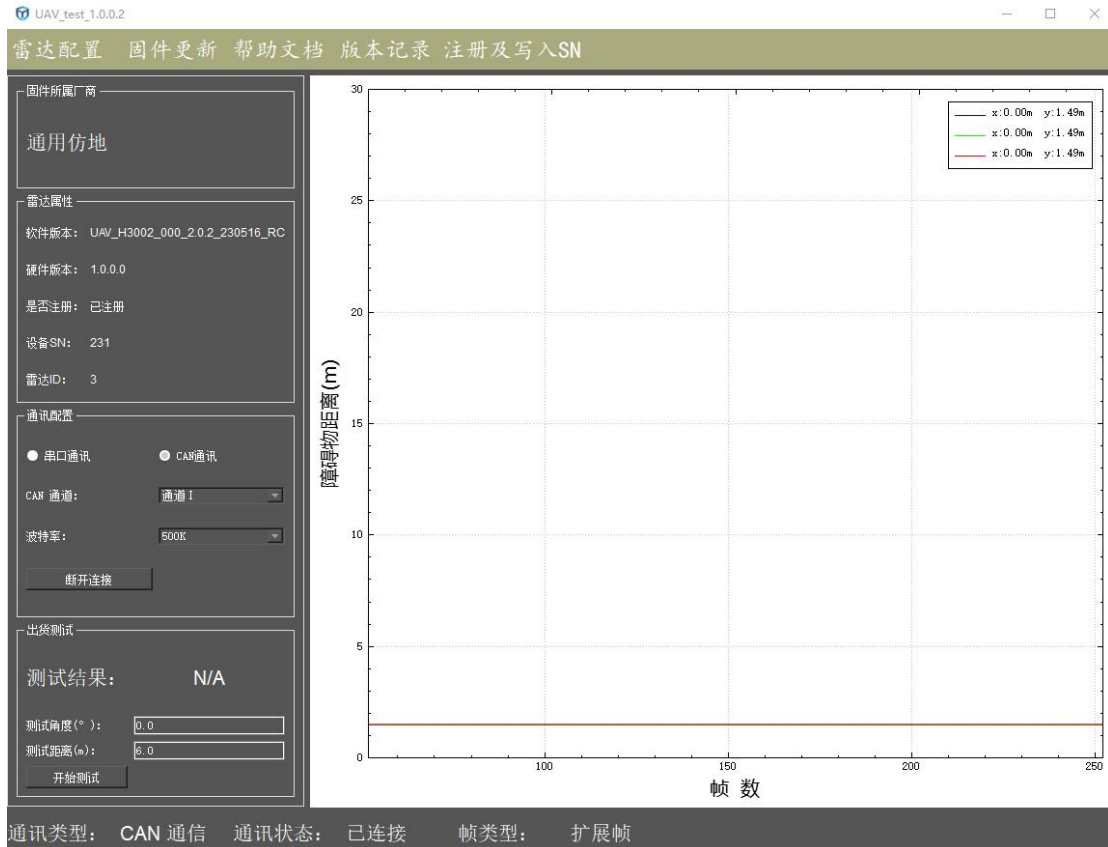 UAV_test_1.0.0.2
雷达配置 固件更新 帮助文档 版本记录 注册及写入SN
固件所属厂商
通用仿地
雷达属性
软件版本： UAV_H3002_000_2.0.2_230516_RC
硬件版本： 1.0.0.0
是否注册： 已注册
设备SN： 231
雷达ID： 3
通讯配置
串口通讯 CAN通讯
CAN 通道： 通道 I
波特率： 500K
断开连接
出货测试
测试结果： N/A
测试角度(° )： 0.0
测试距离(m)： 6.0
开始测试
障碍物距离(m)
30
25
20
15
10
5
0
x:0.00m y:1.49m
x:0.00m y:1.49m
x:0.00m y:1.49m
100 150 200 250
帧 数
通讯类型： CAN 通信 通讯状态： 已连接 帧类型： 扩展帧